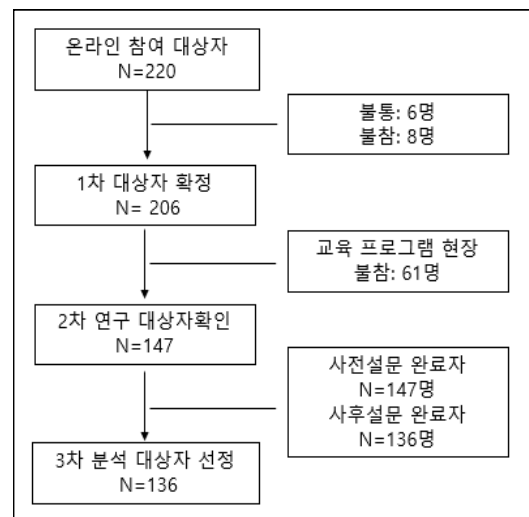 온라인 참여 대상자
N=220
불통: 6명
불참: 8명
1차 대상자 확정
N= 206
교육 프로그램 현장
불참: 61명
2차 연구 대상자확인
N=147
사전설문 완료자
N=147명
사후설문 완료자
N=136명
3차 분석 대상자 선정
N=136